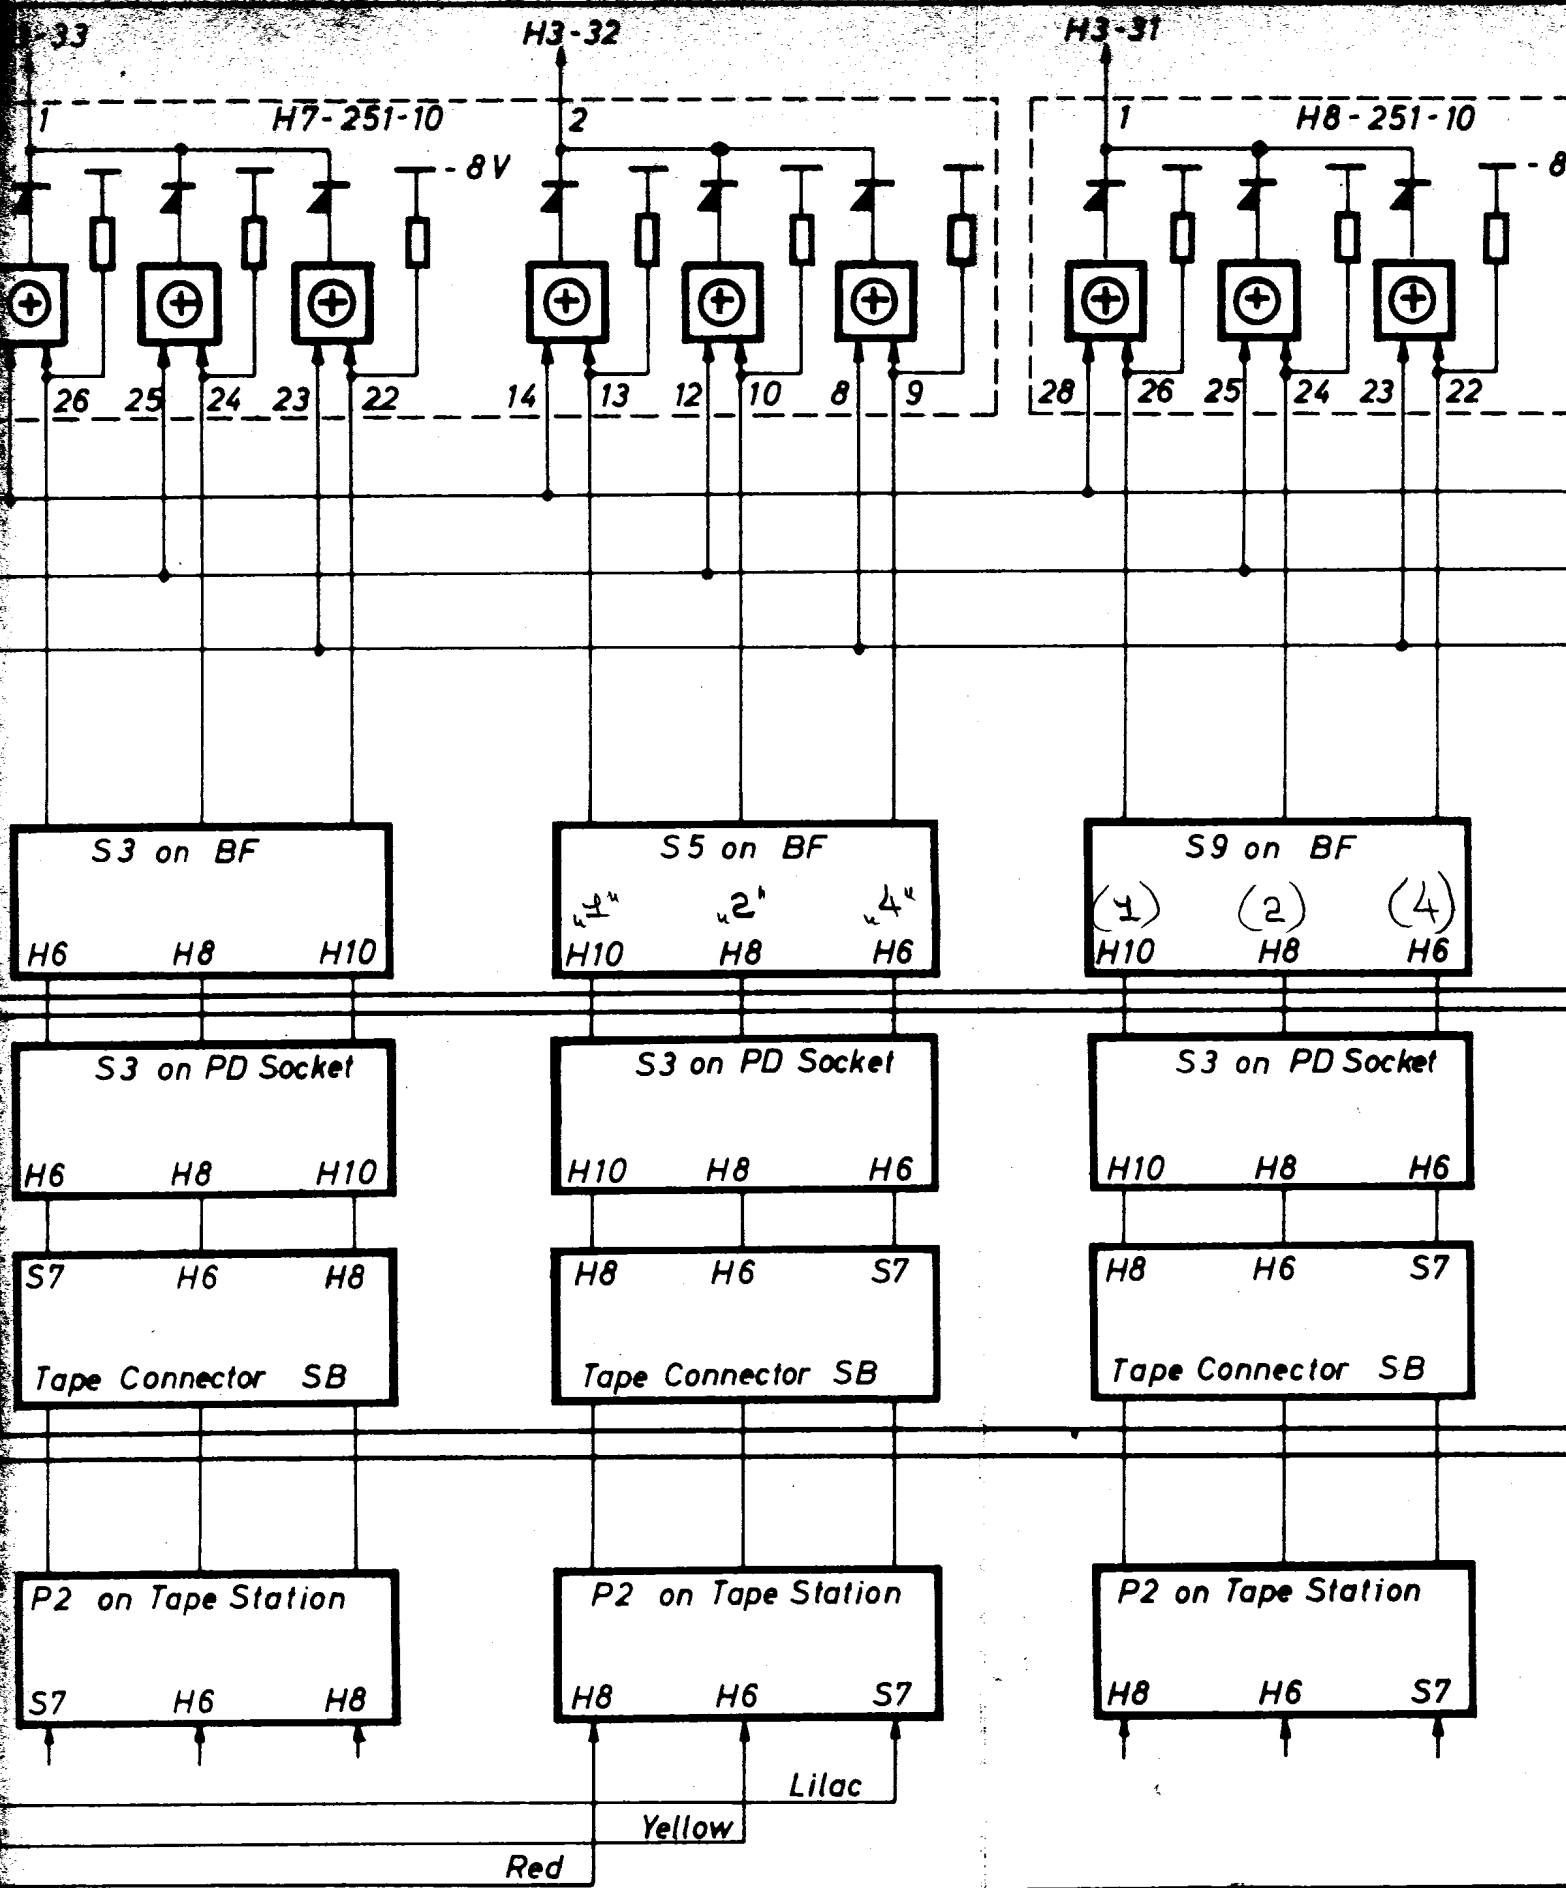 -33 H3-32 H3-31
1 H7-251-10 2 1 H8-251-10
- 8V - 8
26 25 24 23 22 14 13 12 10 8 9 28 26 25 24 23 22
S3 on BF S5 on BF S9 on BF
„1" „2" „4" (1) (2) (4)
H6 H8 H10 H10 H8 H6 H10 H8 H6
S3 on PD Socket S3 on PD Socket S3 on PD Socket
H6 H8 H10 H10 H8 H6 H10 H8 H6
S7 H6 H8 H8 H6 S7 H8 H6 S7
Tape Connector SB Tape Connector SB Tape Connector SB
P2 on Tape Station P2 on Tape Station P2 on Tape Station
S7 H6 H8 H8 H6 S7 H8 H6 S7
Lilac
Yellow
Red